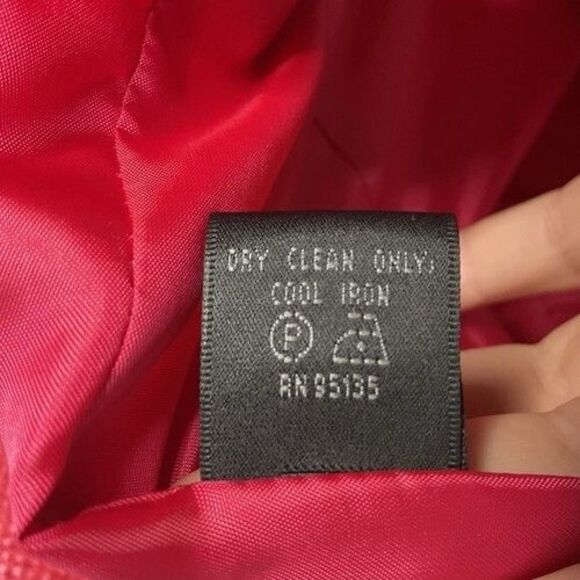 DRY CLEAN ONLY;
COOL IRON
P
RN 95135